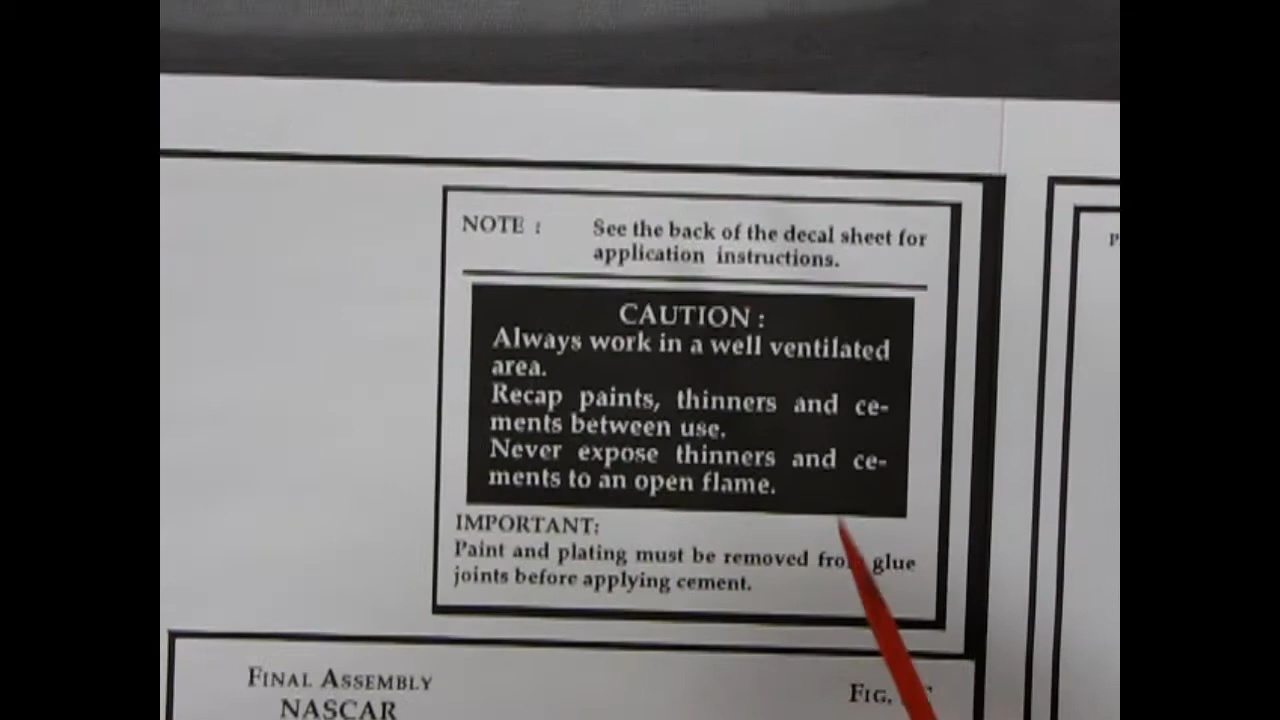 NOTE : See the back of the decal sheet for
application instructions.
CAUTION :
Always work in a well ventilated
area.
Recap paints, thinners and ce-
ments between use.
Never expose thinners and ce-
ments to an open flame.
IMPORTANT:
Paint and plating must be removed from glue
joints before applying cement.
FINAL ASSEMBLY
NASCAR
FIG.